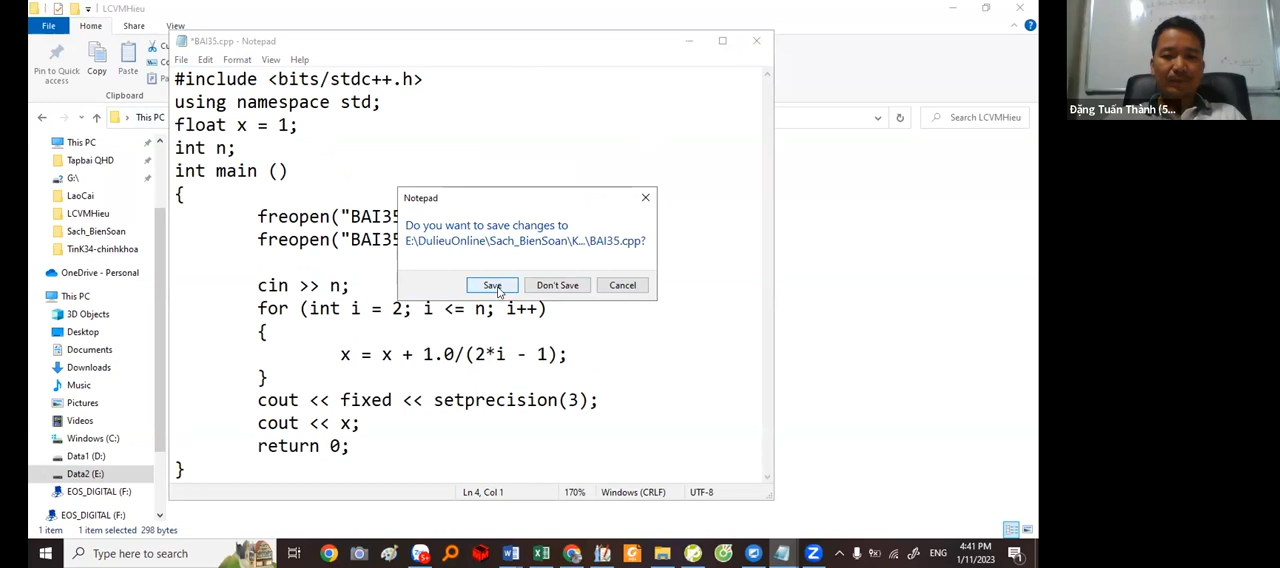 LCVMHieu
File
Home
Share
View
Pin to Quick
access
Copy
Paste
Clipboard
This PC
Search LCVMHieu
This PC
Tapbai QHD
G:\
LaoCai
LCVMHieu
Sach_BienSoan
TinK34-chinhkhoa
OneDrive - Personal
This PC
3D Objects
Desktop
Documents
Downloads
Music
Pictures
Videos
Windows (C:)
Data1 (D:)
Data2 (E:)
EOS_DIGITAL (F:)
EOS_DIGITAL (F:)
1 item
1 item selected 298 bytes
*BAI35.cpp - Notepad
File Edit Format View Help
#include <bits/stdc++.h>
using namespace std;
float x = 1;
int n;
int main ()
{
freopen("BAI35
freopen("BAI35
cin >> n;
for (int i = 2; i <= n; i++)
{
x = x + 1.0/(2*i - 1);
}
cout << fixed << setprecision(3);
cout << x;
return 0;
}
Ln 4, Col 1
170%
Windows (CRLF)
UTF-8
Notepad
Do you want to save changes to
E:\DulieuOnline\Sach_BienSoan\K...\BAI35.cpp?
Save
Don't Save
Cancel
Đặng Tuấn Thành (5...
Type here to search
ENG
4:41 PM
1/11/2023